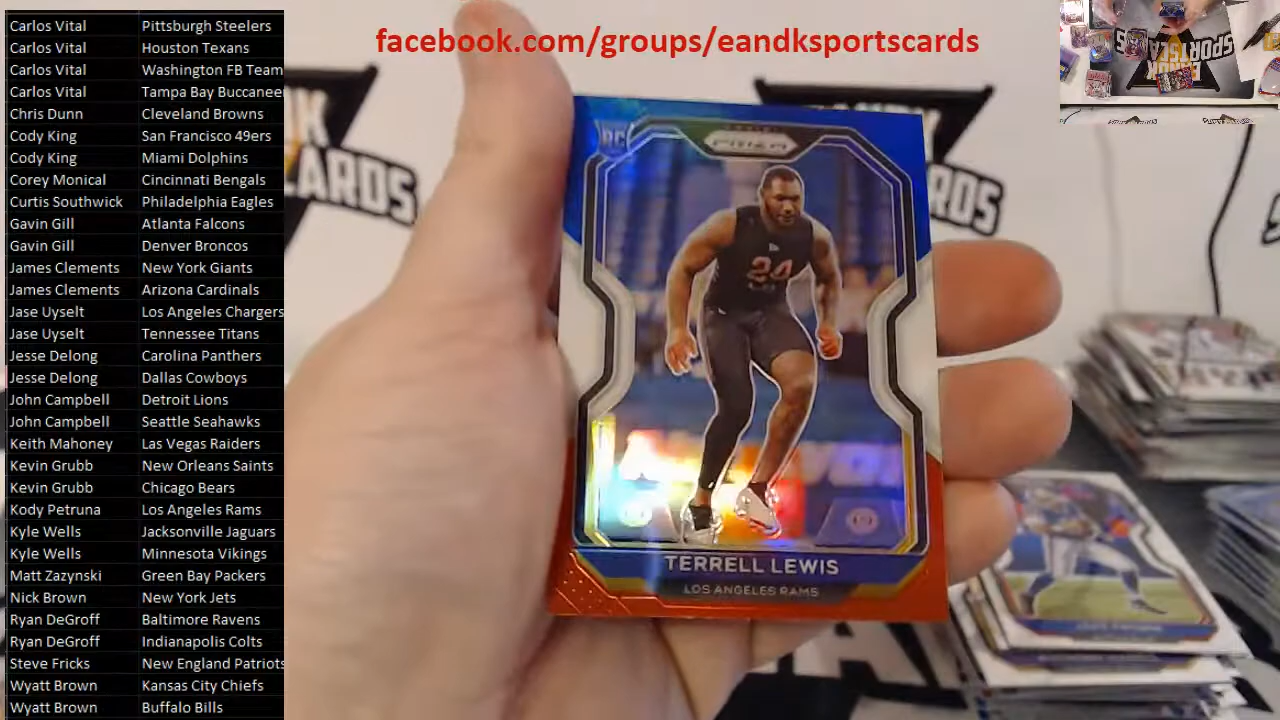 Carlos Vital Pittsburgh Steelers
Carlos Vital Houston Texans
Carlos Vital Washington FB Team
Carlos Vital Tampa Bay Buccanee
Chris Dunn Cleveland Browns
Cody King San Francisco 49ers
Cody King Miami Dolphins
Corey Monical Cincinnati Bengals
Curtis Southwick Philadelphia Eagles
Gavin Gill Atlanta Falcons
Gavin Gill Denver Broncos
James Clements New York Giants
James Clements Arizona Cardinals
Jase Uyselt Los Angeles Chargers
Jase Uyselt Tennessee Titans
Jesse Delong Carolina Panthers
Jesse Delong Dallas Cowboys
John Campbell Detroit Lions
John Campbell Seattle Seahawks
Keith Mahoney Las Vegas Raiders
Kevin Grubb New Orleans Saints
Kevin Grubb Chicago Bears
Kody Petruna Los Angeles Rams
Kyle Wells Jacksonville Jaguars
Kyle Wells Minnesota Vikings
Matt Zazynski Green Bay Packers
Nick Brown New York Jets
Ryan DeGroff Baltimore Ravens
Ryan DeGroff Indianapolis Colts
Steve Fricks New England Patriots
Wyatt Brown Kansas City Chiefs
Wyatt Brown Buffalo Bills
facebook.com/groups/eandksportscards
RC
PRIZM
24
TERRELL LEWIS
LOS ANGELES RAMS
CARDS